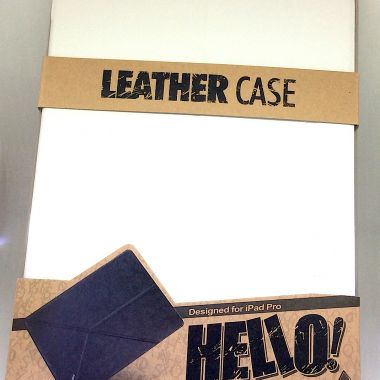 LEATHER CASE
Designed for iPad Pro
HELLO!